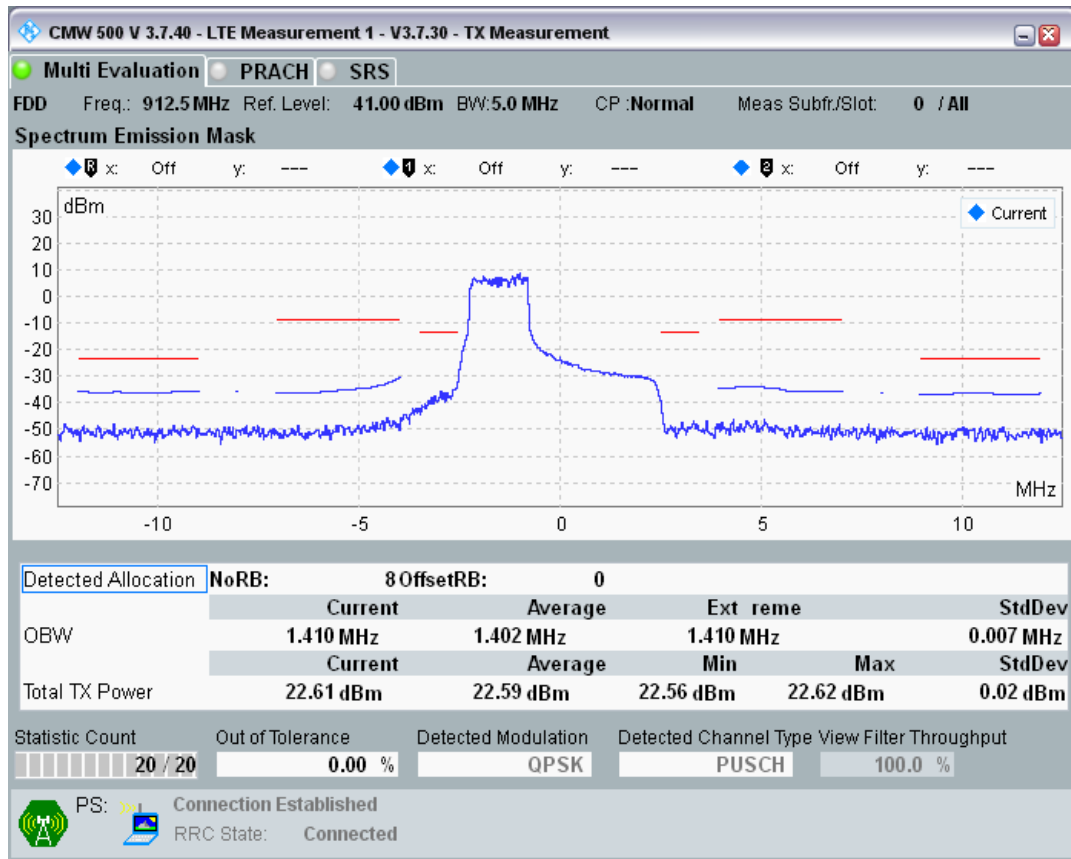 CMW 500 V 3.7.40 - LTE Measurement 1 - V3.7.30 - TX Measurement
Multi Evaluation PRACH SRS
FDD Freq.: 912.5 MHz Ref. Level: 41.00 dBm BW:5.0 MHz CP :Normal Meas Subfr./Slot: 0 / All
Spectrum Emission Mask
R x: Off y: --- 1 x: Off y: --- 2 x: Off y: ---
dBm
Current
30
20
10
0
-10
-20
-30
-40
-50
-60
-70
MHz
-10 -5 0 5 10
Detected Allocation NoRB: 8 OffsetRB: 0
Current Average Ext reme StdDev
OBW 1.410 MHz 1.402 MHz 1.410 MHz 0.007 MHz
Current Average Min Max StdDev
Total TX Power 22.61 dBm 22.59 dBm 22.56 dBm 22.62 dBm 0.02 dBm
Statistic Count Out of Tolerance Detected Modulation Detected Channel Type View Filter Throughput
20 / 20 0.00 % QPSK PUSCH 100.0 %
PS: Connection Established
RRC State: Connected